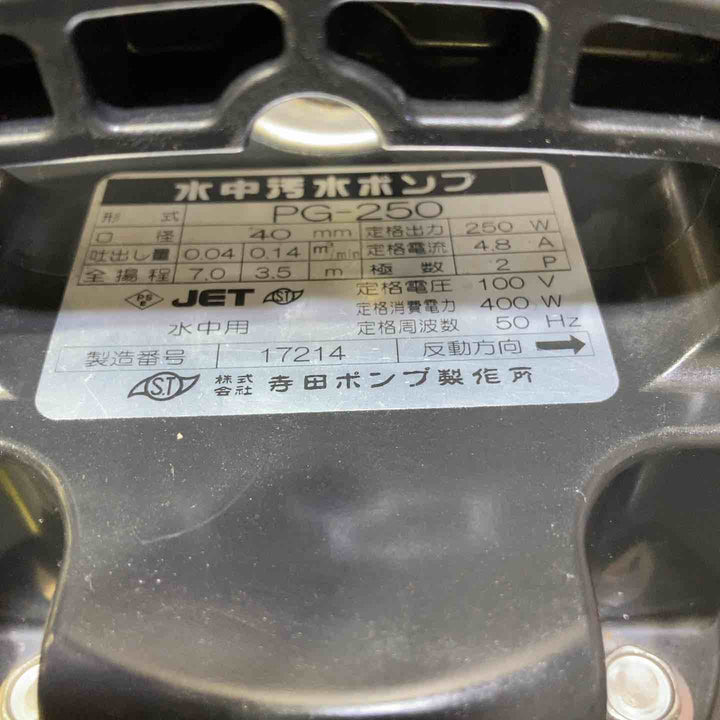 水中汚水ポンプ
形式 PG-250
口径 40 mm 定格出力 250 W
吐出し量 0.04 0.14 m³/min 定格電流 4.8 A
全揚程 7.0 3.5 m 極数 2 P
PSE JET ST 定格電圧 100 V
定格消費電力 400 W
水中用 定格周波数 50 Hz
製造番号 17214 反動方向 →
S.T 株式会社 寺田ポンプ製作所